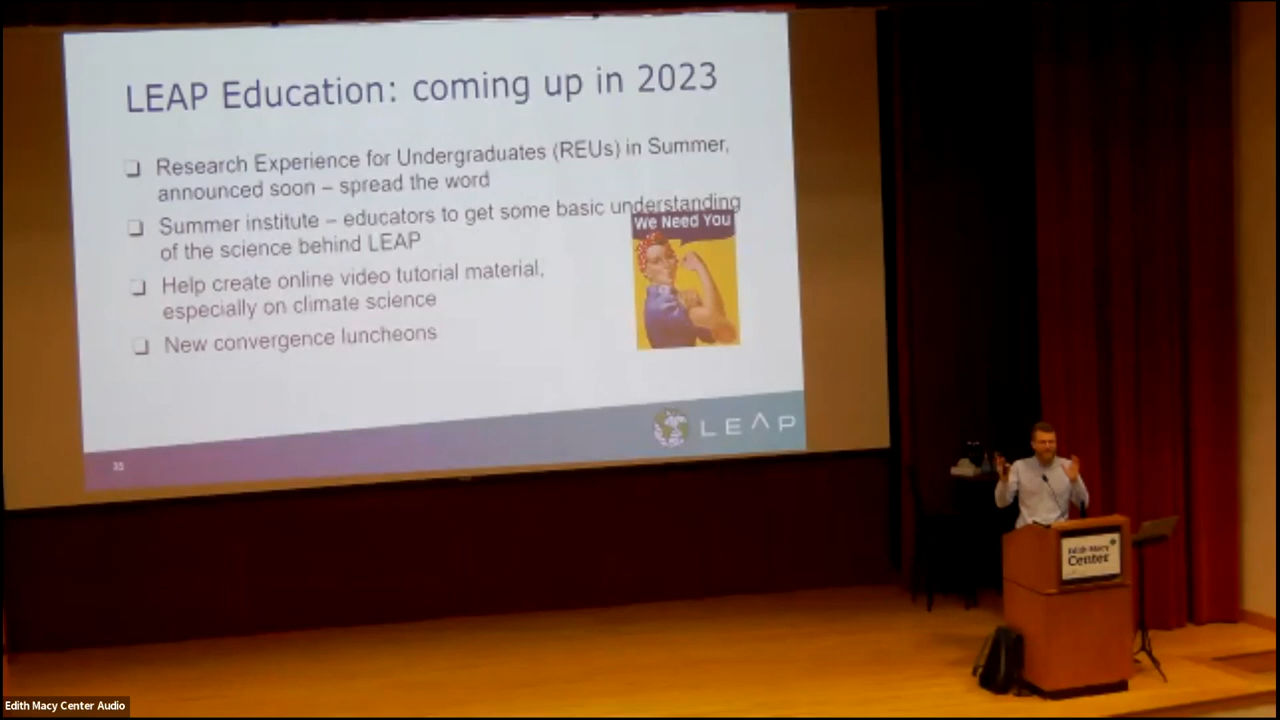 LEAP Education: coming up in 2023
Research Experience for Undergraduates (REUs) in Summer,
announced soon – spread the word
Summer institute – educators to get some basic understanding
of the science behind LEAP
We Need You
Help create online video tutorial material,
especially on climate science
New convergence luncheons
LEAP
Edith Macy
Center
Edith Macy Center Audio